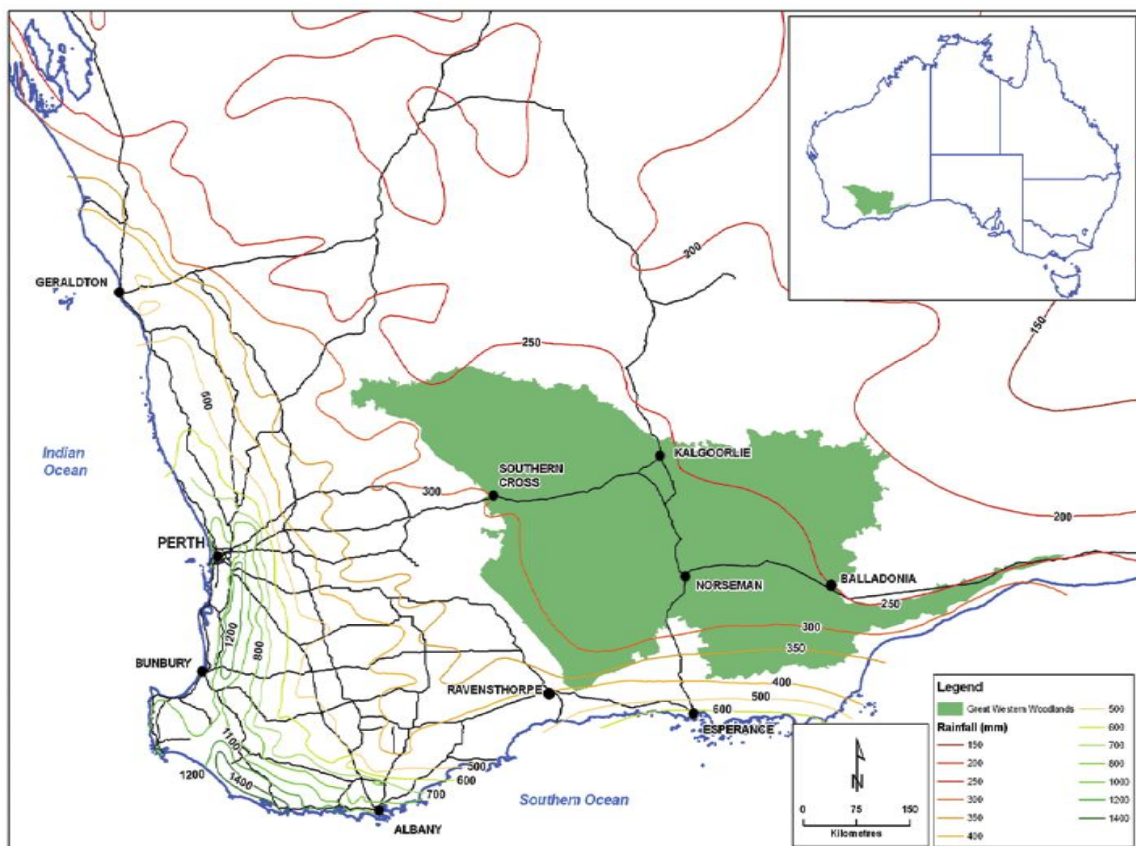 200
150
GERALDTON
250
600
Indian
Ocean
KALGOORLIE
SOUTHERN
CROSS
300
200
PERTH
NORSEMAN
BALLADONIA
250
300
1200
800
350
BUNBURY
400
RAVENSTHORPE
500
600
ESPERANCE
1100
500
1200
1400
600
700
Southern Ocean
ALBANY
N
0 75 150
Kilometres
Legend
Great Western Woodlands
Rainfall (mm)
150
200
250
300
350
400
500
600
700
800
1000
1200
1400